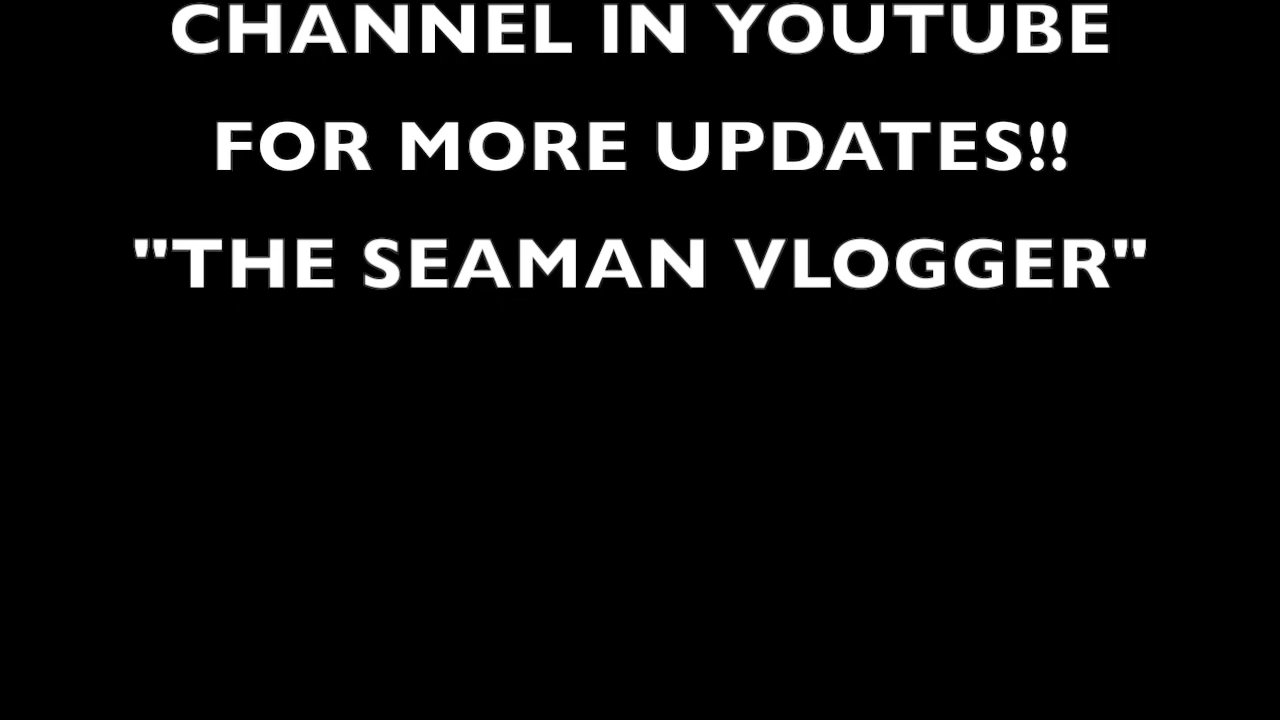 CHANNEL IN YOUTUBE
FOR MORE UPDATES!!
"THE SEAMAN VLOGGER"